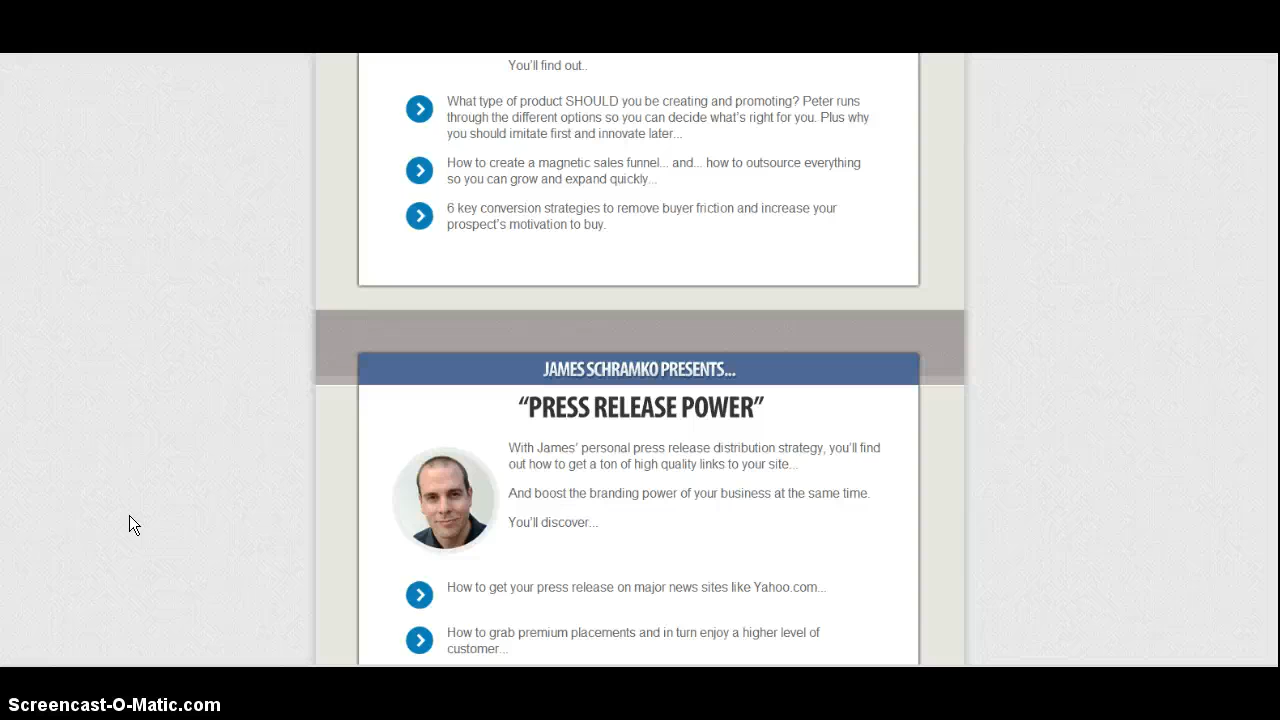 You'll find out..
What type of product SHOULD you be creating and promoting? Peter runs
through the different options so you can decide what's right for you. Plus why
you should imitate first and innovate later...
How to create a magnetic sales funnel... and... how to outsource everything
so you can grow and expand quickly...
6 key conversion strategies to remove buyer friction and increase your
prospect's motivation to buy.
JAMES SCHRAMKO PRESENTS...
“PRESS RELEASE POWER”
With James' personal press release distribution strategy, you'll find
out how to get a ton of high quality links to your site...
And boost the branding power of your business at the same time.
You'll discover...
How to get your press release on major news sites like Yahoo.com...
How to grab premium placements and in turn enjoy a higher level of
customer...
Screencast-O-Matic.com